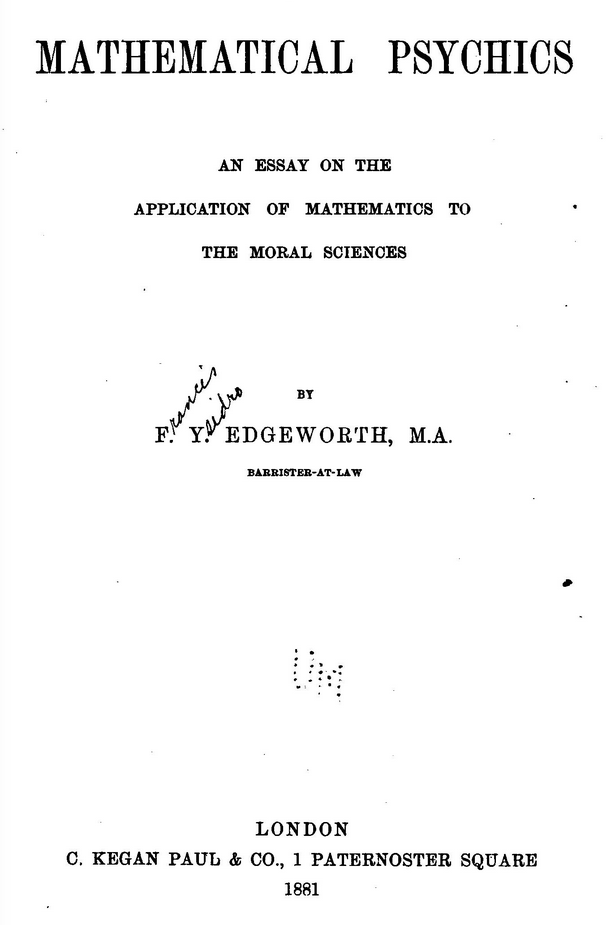 MATHEMATICAL PSYCHICS
AN ESSAY ON THE
APPLICATION OF MATHEMATICS TO
THE MORAL SCIENCES
BY
Francis Ysidro
F. Y. EDGEWORTH, M.A.
BARRISTER-AT-LAW
UM
LONDON
C. KEGAN PAUL & CO., 1 PATERNOSTER SQUARE
1881